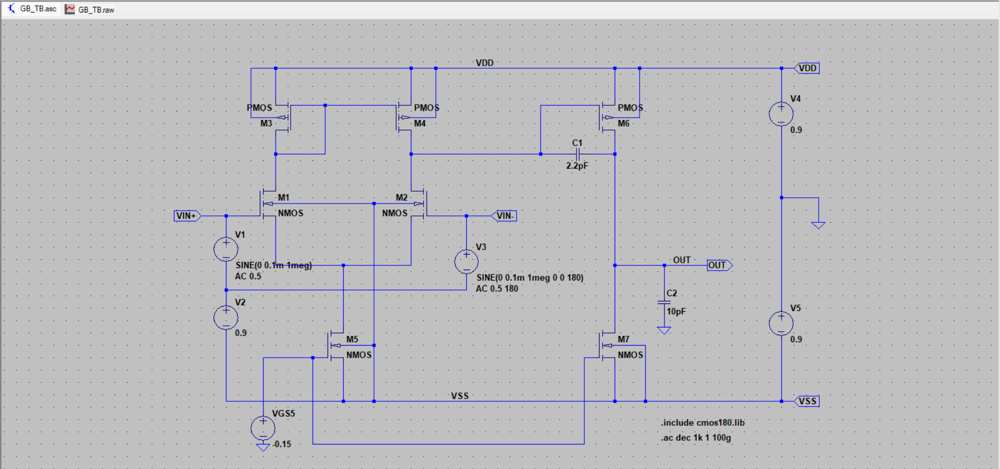 GB_TB.asc
GB_TB.raw
VDD
VDD
V4
PMOS
PMOS
PMOS
M3
M4
M6
0.9
C1
2.2pF
M1
M2
NMOS
NMOS
VIN+
VIN-
V1
V3
SINE(0 0.1m 1meg)
AC 0.5
SINE(0 0.1m 1meg 0 0 180)
AC 0.5 180
OUT
OUT
C2
10pF
V2
0.9
V5
0.9
M5
NMOS
M7
NMOS
VSS
VSS
VGS5
-0.15
.include cmos180.lib
.ac dec 1k 1 100g